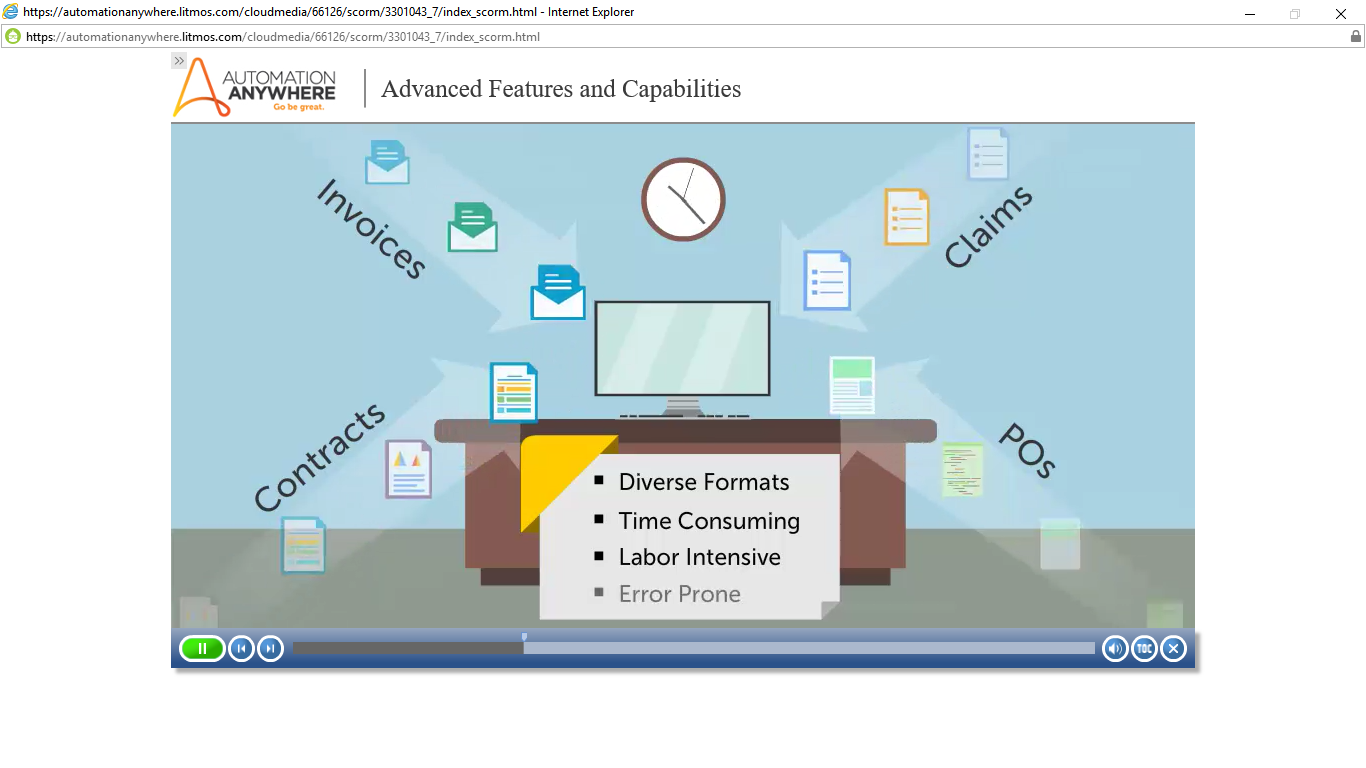 https://automationanywhere.litmos.com/cloudmedia/66126/scorm/3301043_7/index_scorm.html - Internet Explorer
https://automationanywhere.litmos.com/cloudmedia/66126/scorm/3301043_7/index_scorm.html
AUTOMATION
ANYWHERE
Go be great.
Advanced Features and Capabilities
Invoices
Claims
Contracts
POs
Diverse Formats
Time Consuming
Labor Intensive
Error Prone
TOC